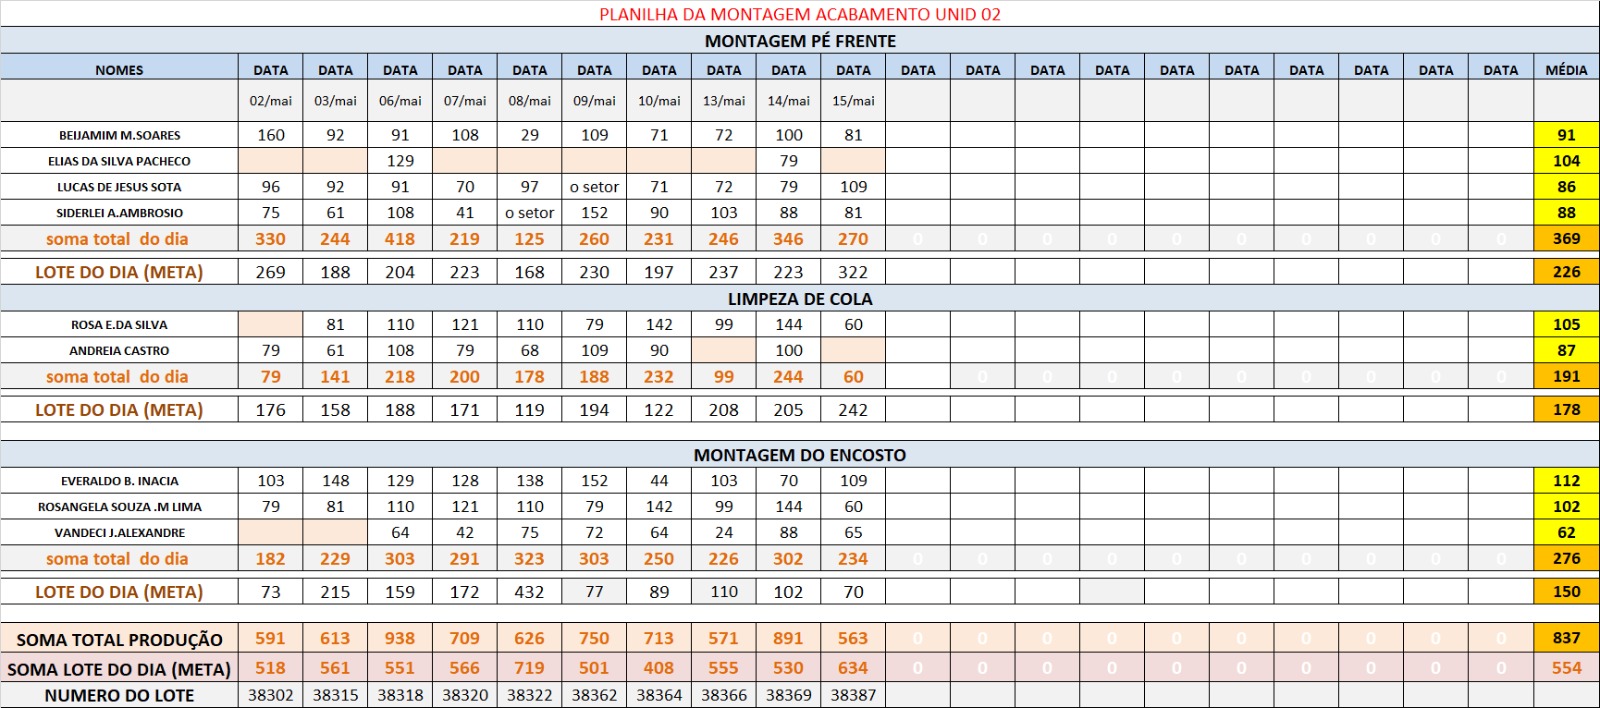 PLANILHA DA MONTAGEM ACABAMENTO UNID 02
MONTAGEM PÉ FRENTE
NOMES DATA DATA DATA DATA DATA DATA DATA DATA DATA DATA DATA DATA DATA DATA DATA DATA DATA DATA DATA DATA MÉDIA
02/mai 03/mai 06/mai 07/mai 08/mai 09/mai 10/mai 13/mai 14/mai 15/mai
BEIJAMIM M.SOARES 160 92 91 108 29 109 71 72 100 81 91
ELIAS DA SILVA PACHECO 129 79 104
LUCAS DE JESUS SOTA 96 92 91 70 97 o setor 71 72 79 109 86
SIDERLEI A.AMBROSIO 75 61 108 41 o setor 152 90 103 88 81 88
soma total do dia 330 244 418 219 125 260 231 246 346 270 0 0 0 0 0 0 0 0 0 0 369
LOTE DO DIA (META) 269 188 204 223 168 230 197 237 223 322 226
LIMPEZA DE COLA
ROSA E.DA SILVA 81 110 121 110 79 142 99 144 60 105
ANDREIA CASTRO 79 61 108 79 68 109 90 100 87
soma total do dia 79 141 218 200 178 188 232 99 244 60 0 0 0 0 0 0 0 0 0 191
LOTE DO DIA (META) 176 158 188 171 119 194 122 208 205 242 178
MONTAGEM DO ENCOSTO
EVERALDO B. INACIA 103 148 129 128 138 152 44 103 70 109 112
ROSANGELA SOUZA .M LIMA 79 81 110 121 110 79 142 99 144 60 102
VANDECI J.ALEXANDRE 64 42 75 72 64 24 88 65 62
soma total do dia 182 229 303 291 323 303 250 226 302 234 0 0 0 0 0 0 0 0 0 0 276
LOTE DO DIA (META) 73 215 159 172 432 77 89 110 102 70 150
SOMA TOTAL PRODUÇÃO 591 613 938 709 626 750 713 571 891 563 0 0 0 0 0 0 0 0 0 0 837
SOMA LOTE DO DIA (META) 518 561 551 566 719 501 408 555 530 634 0 0 0 0 0 0 0 0 0 0 554
NUMERO DO LOTE 38302 38315 38318 38320 38322 38362 38364 38366 38369 38387